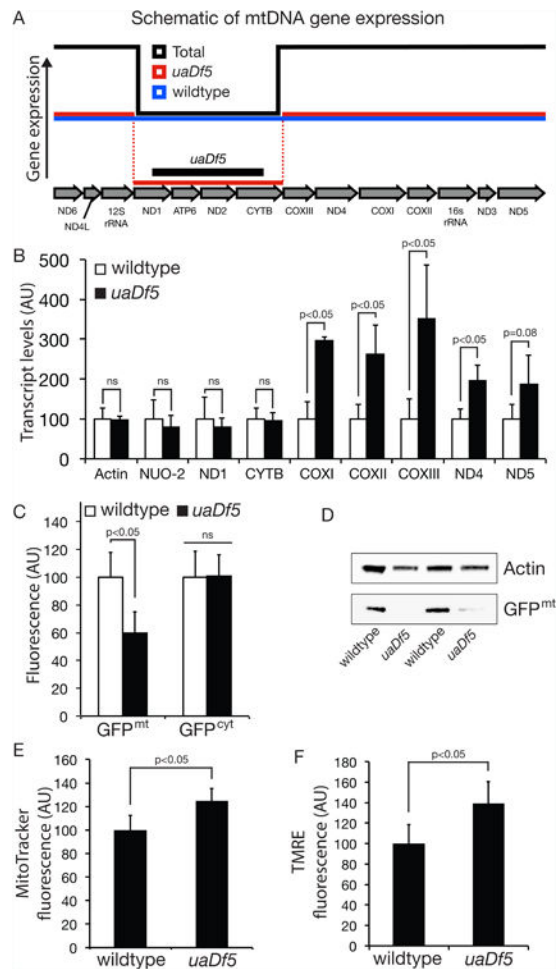 A Schematic of mtDNA gene expression
Gene expression
Total
uaDf5
wildtype
uaDf5
ND6 ND4L 12S rRNA ND1 ATP6 ND2 CYTB COXIII ND4 COXI COXII 16s rRNA ND3 ND5
B
wildtype
uaDf5
Transcript levels (AU)
500
400
300
200
100
0
ns ns ns ns p<0.05 p<0.05 p<0.05 p<0.05 p=0.08
Actin NUO-2 ND1 CYTB COXI COXII COXIII ND4 ND5
C
wildtype uaDf5
Fluorescence (AU)
140
120
100
80
60
40
20
0
p<0.05 ns
GFPmt GFPcyt
D
Actin
GFPmt
wildtype uaDf5 wildtype uaDf5
E
MitoTracker
fluorescence (AU)
160
140
120
100
80
60
40
20
0
p<0.05
wildtype uaDf5
F
TMRE
fluorescence (AU)
180
160
140
120
100
80
60
40
20
0
p<0.05
wildtype uaDf5